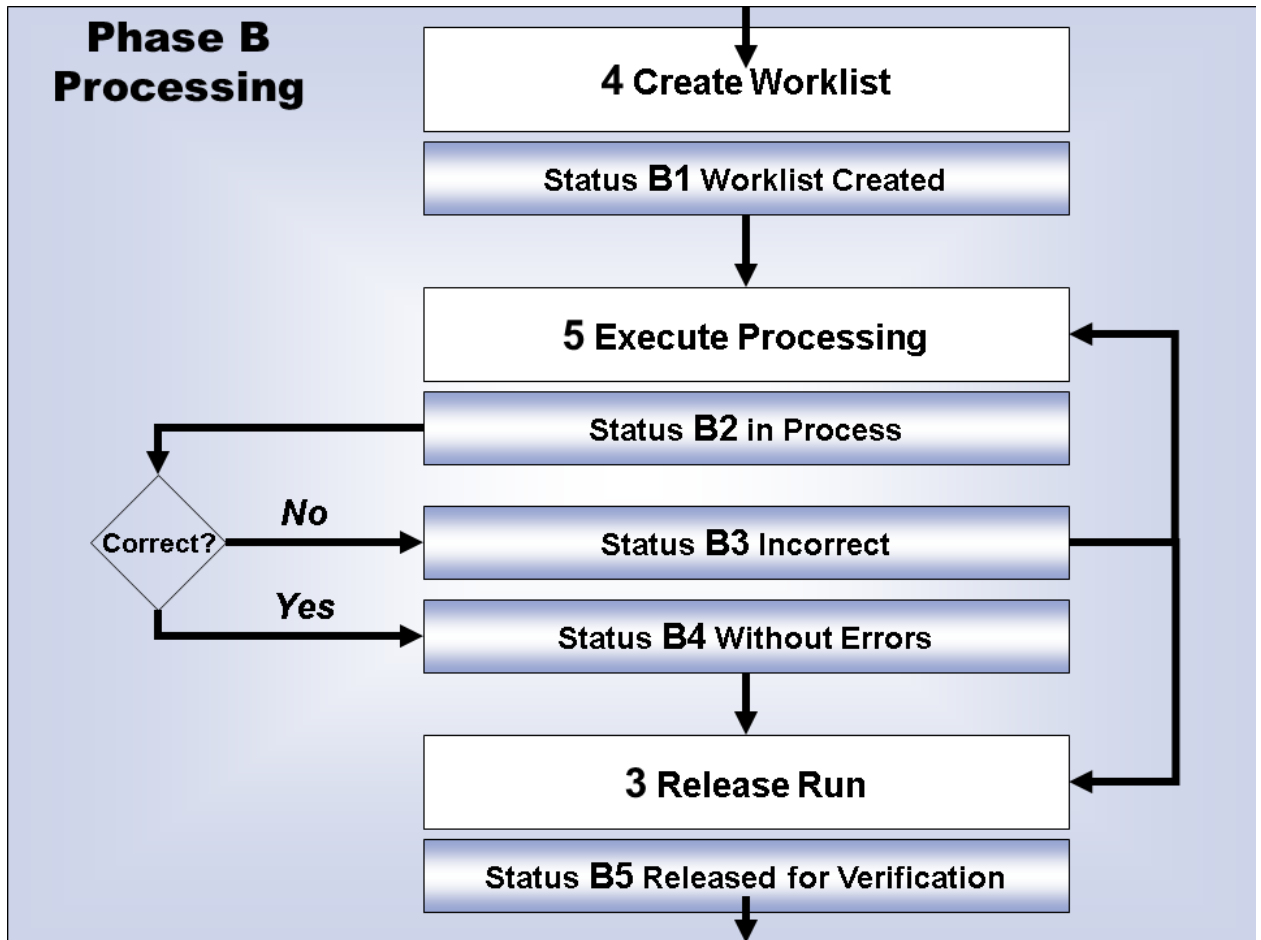 Phase B
Processing
4 Create Worklist
Status B1 Worklist Created
5 Execute Processing
Status B2 in Process
Correct?
No
Status B3 Incorrect
Yes
Status B4 Without Errors
3 Release Run
Status B5 Released for Verification